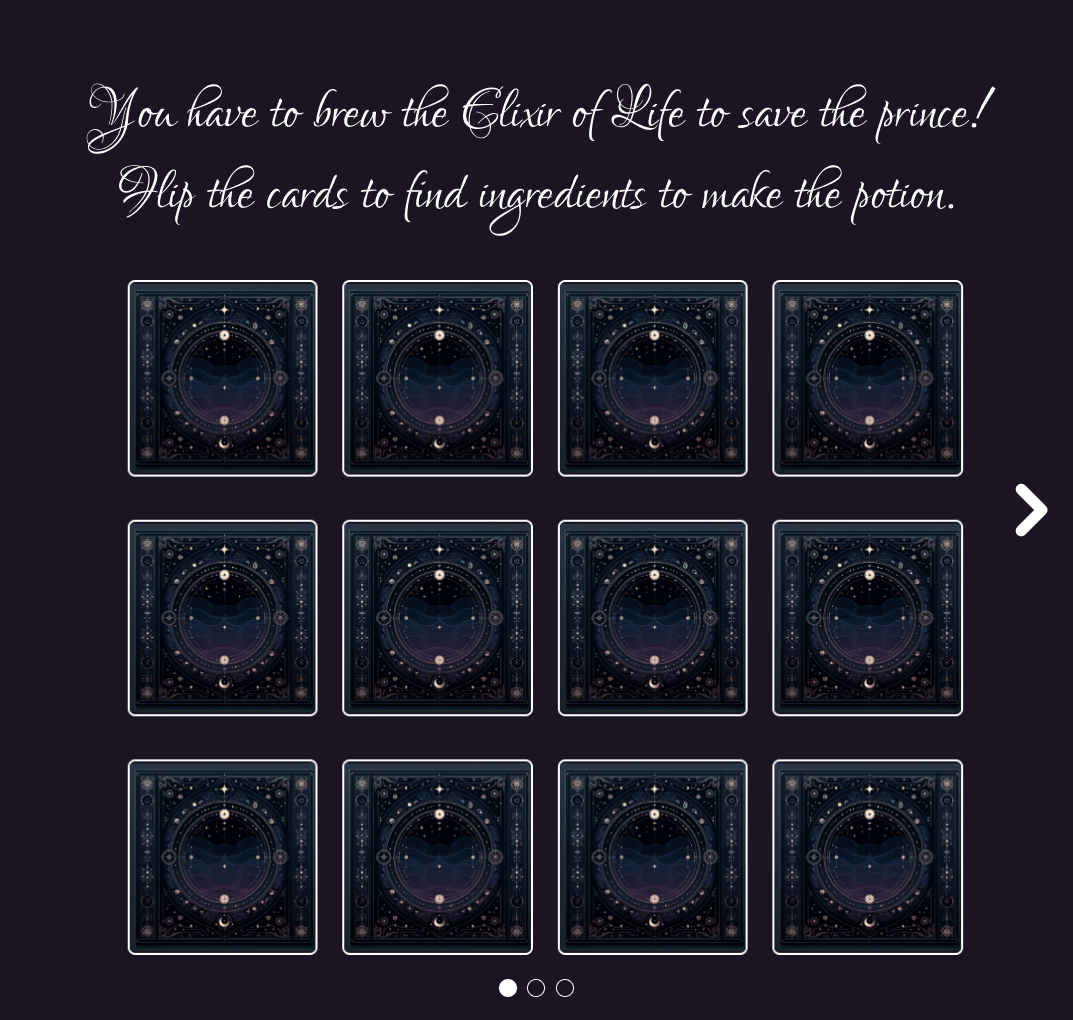 You have to brew the Elixir of Life to save the prince!
Flip the cards to find ingredients to make the potion.